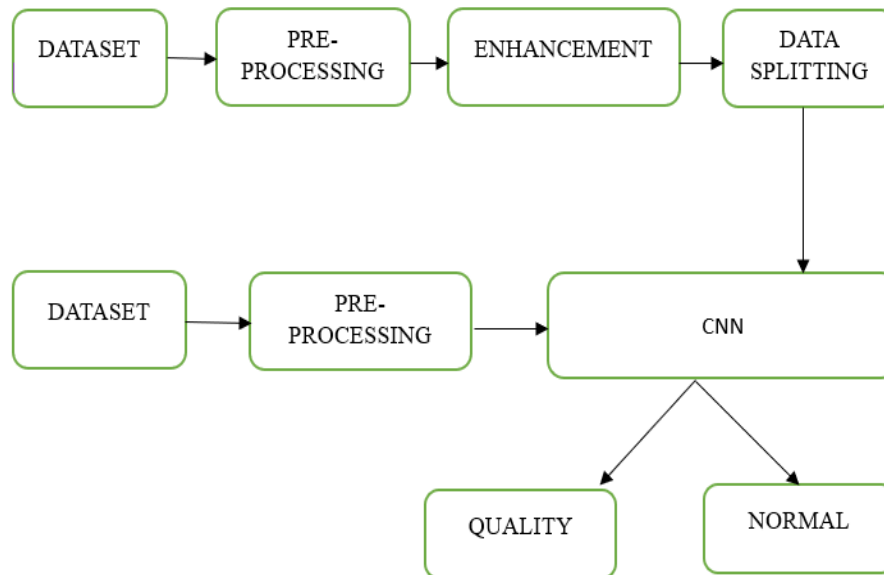 DATASET
PRE-
PROCESSING
ENHANCEMENT
DATA
SPLITTING
DATASET
PRE-
PROCESSING
CNN
QUALITY
NORMAL